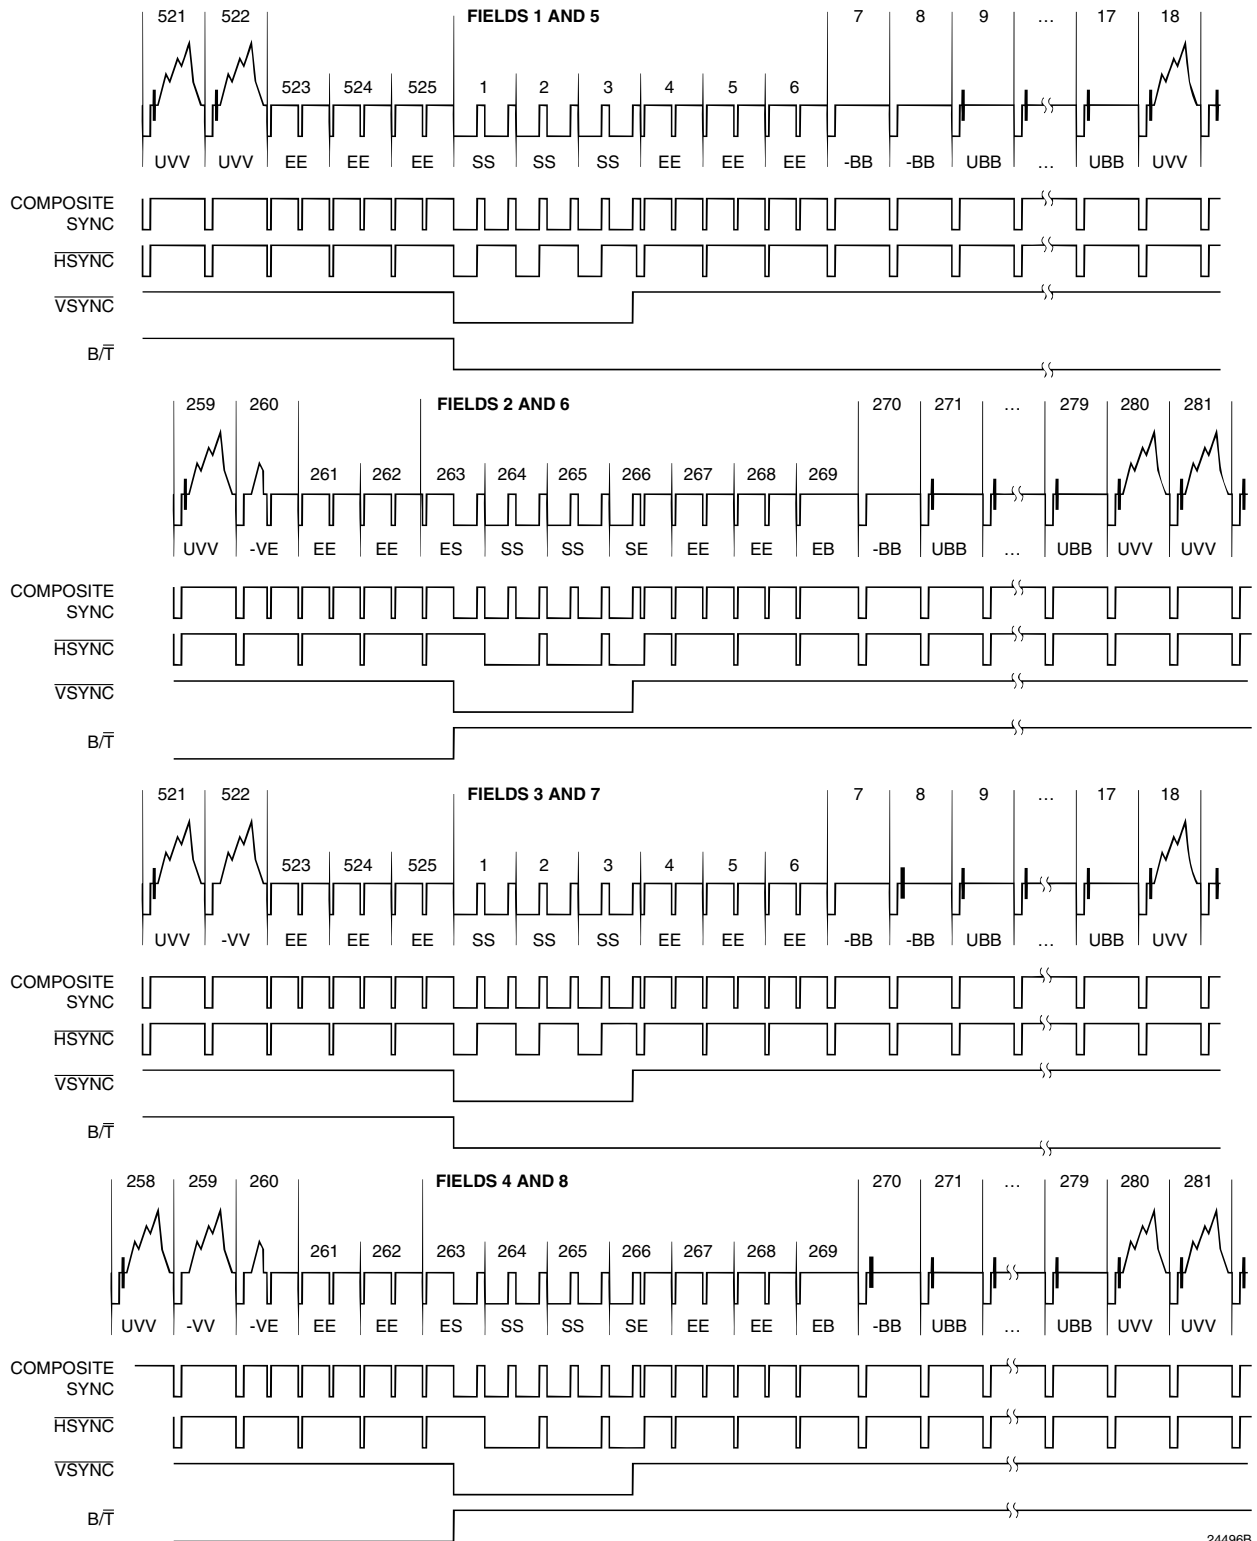 521 522 FIELDS 1 AND 5 7 8 9 ... 17 18
523 524 525 1 2 3 4 5 6
UVV UVV EE EE EE SS SS SS EE EE EE -BB -BB UBB ... UBB UVV
COMPOSITE
SYNC
HSYNC
VSYNC
B/T
259 260 FIELDS 2 AND 6 270 271 ... 279 280 281
261 262 263 264 265 266 267 268 269
UVV -VE EE EE ES SS SS SE EE EE EB -BB UBB ... UBB UVV UVV
COMPOSITE
SYNC
HSYNC
VSYNC
B/T
521 522 FIELDS 3 AND 7 7 8 9 ... 17 18
523 524 525 1 2 3 4 5 6
UVV -VV EE EE EE SS SS SS EE EE EE -BB -BB UBB ... UBB UVV
COMPOSITE
SYNC
HSYNC
VSYNC
B/T
258 259 260 FIELDS 4 AND 8 270 271 ... 279 280 281
261 262 263 264 265 266 267 268 269
UVV -VV -VE EE EE ES SS SS SE EE EE EB -BB UBB ... UBB UVV UVV
COMPOSITE
SYNC
HSYNC
VSYNC
B/T
24496B